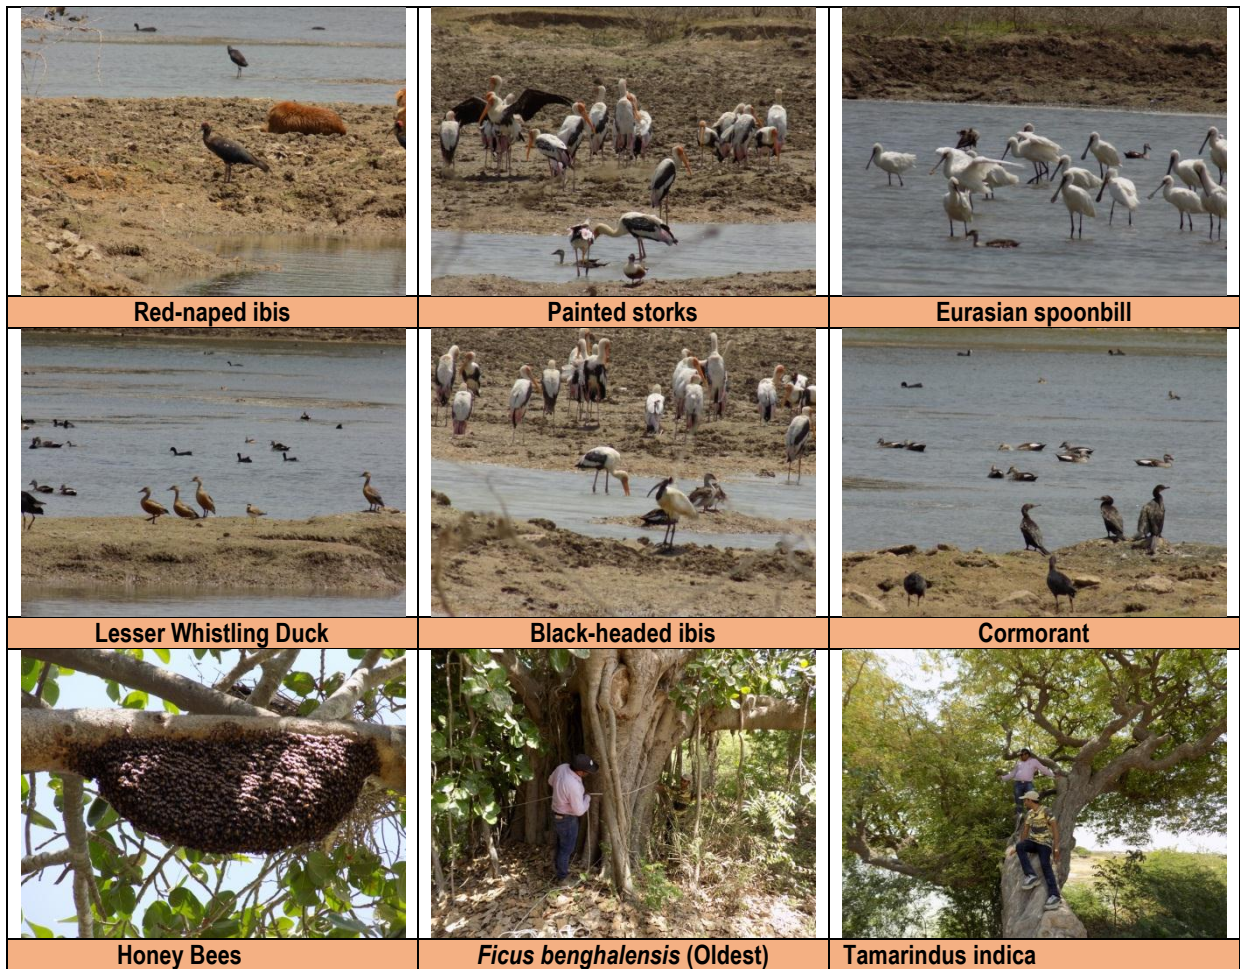 Red-naped ibis
Painted storks
Eurasian spoonbill
Lesser Whistling Duck
Black-headed ibis
Cormorant
Honey Bees
Ficus benghalensis (Oldest)
Tamarindus indica